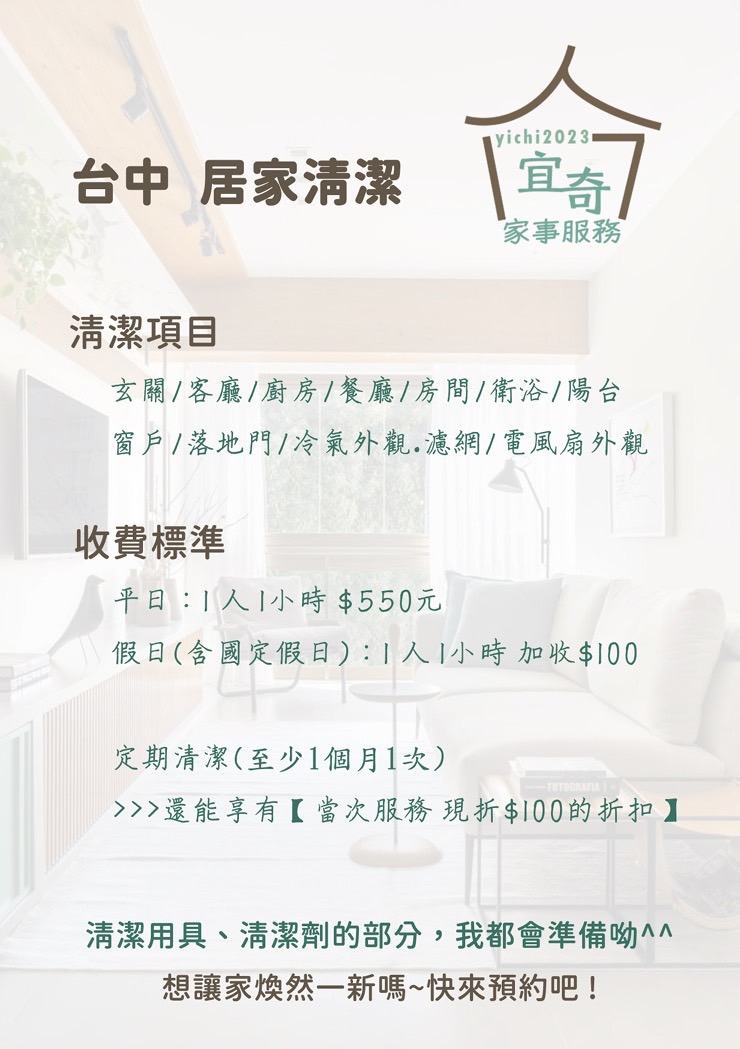 yichi2023
宜奇
家事服務
台中 居家清潔
清潔項目
玄關/客廳/廚房/餐廳/房間/衛浴/陽台
窗戶/落地門/冷氣外觀.濾網/電風扇外觀
收費標準
平日:1人1小時 $550元
假日(含國定假日):1人1小時 加收$100
定期清潔(至少1個月1次)
>>>還能享有【當次服務 現折$100的折扣】
清潔用具、清潔劑的部分,我都會準備呦^^
想讓家煥然一新嗎~快來預約吧!
FOTOGRAFIA